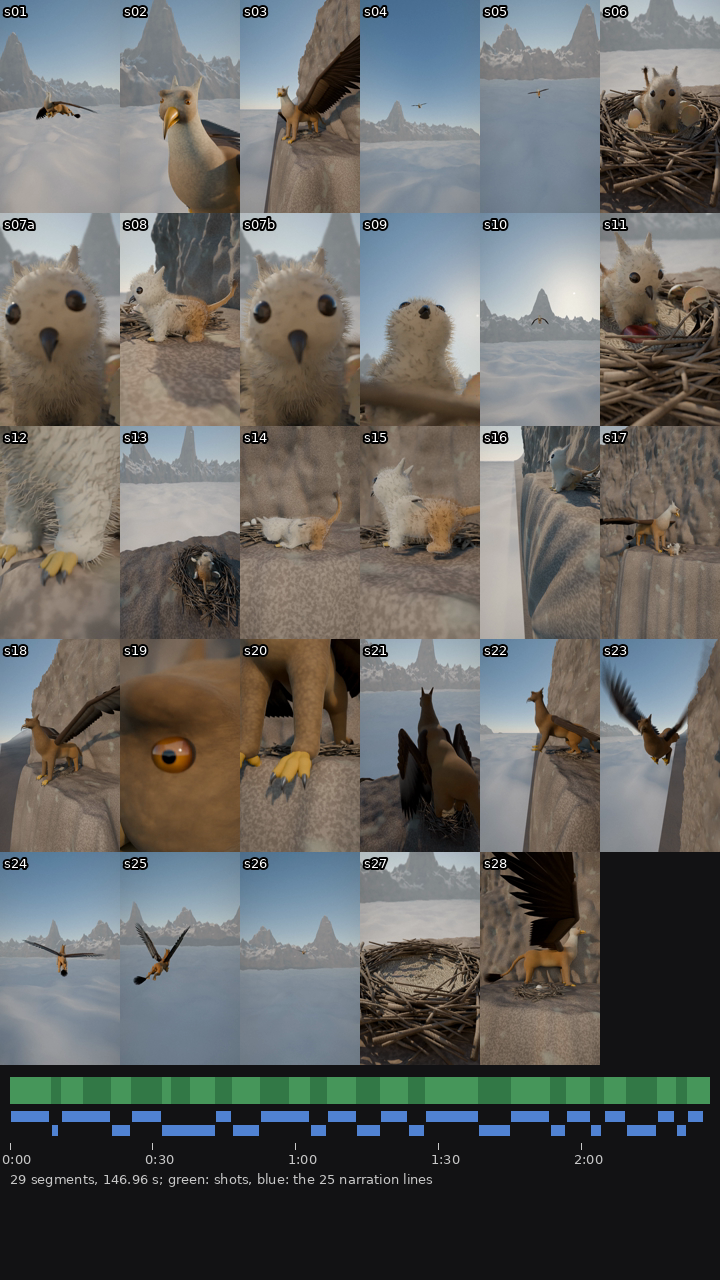 s01 s02 s03 s04 s05 s06
s07a s08 s07b s09 s10 s11
s12 s13 s14 s15 s16 s17
s18 s19 s20 s21 s22 s23
s24 s25 s26 s27 s28
0:00 0:30 1:00 1:30 2:00
29 segments, 146.96 s; green: shots, blue: the 25 narration lines